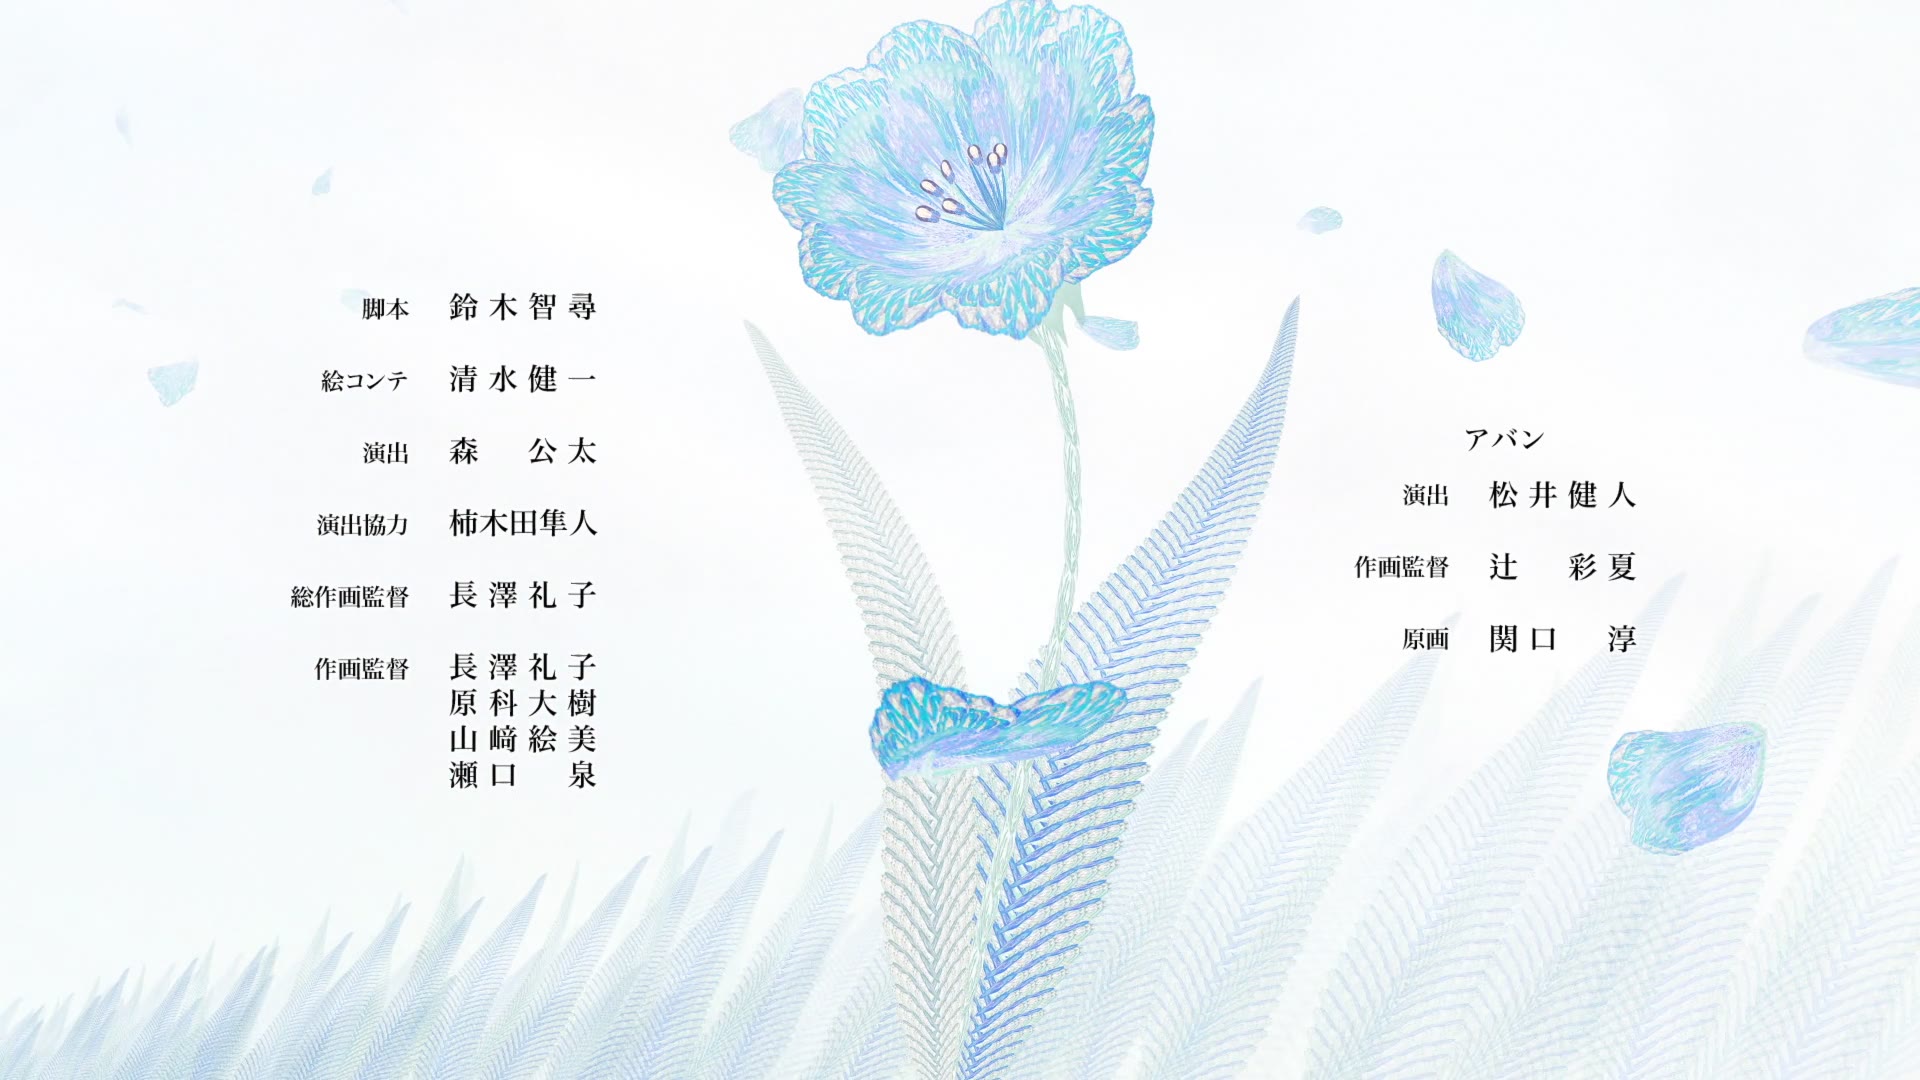 脚本 鈴木智尋
絵コンテ 清水健一
演出 森 公太
演出協力 柿木田隼人
総作画監督 長澤礼子
作画監督 長澤礼子
原科大樹
山﨑絵美
瀬口 泉
アバン
演出 松井健人
作画監督 辻 彩夏
原画 関口 淳